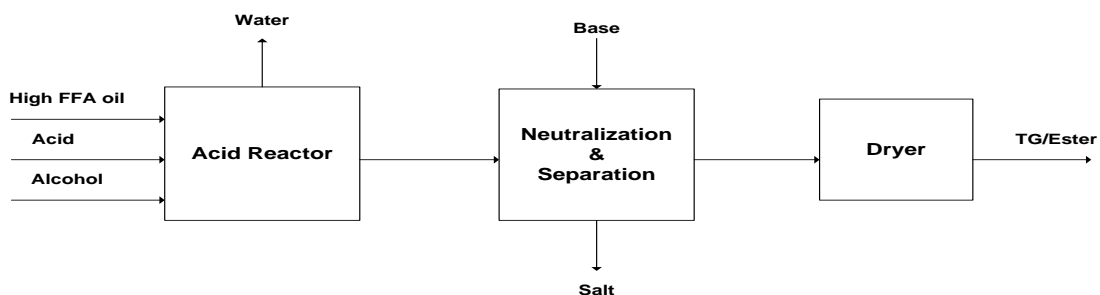 Water
Base
High FFA oil
Acid
Alcohol
Acid Reactor
Neutralization
&
Separation
Dryer
TG/Ester
Salt